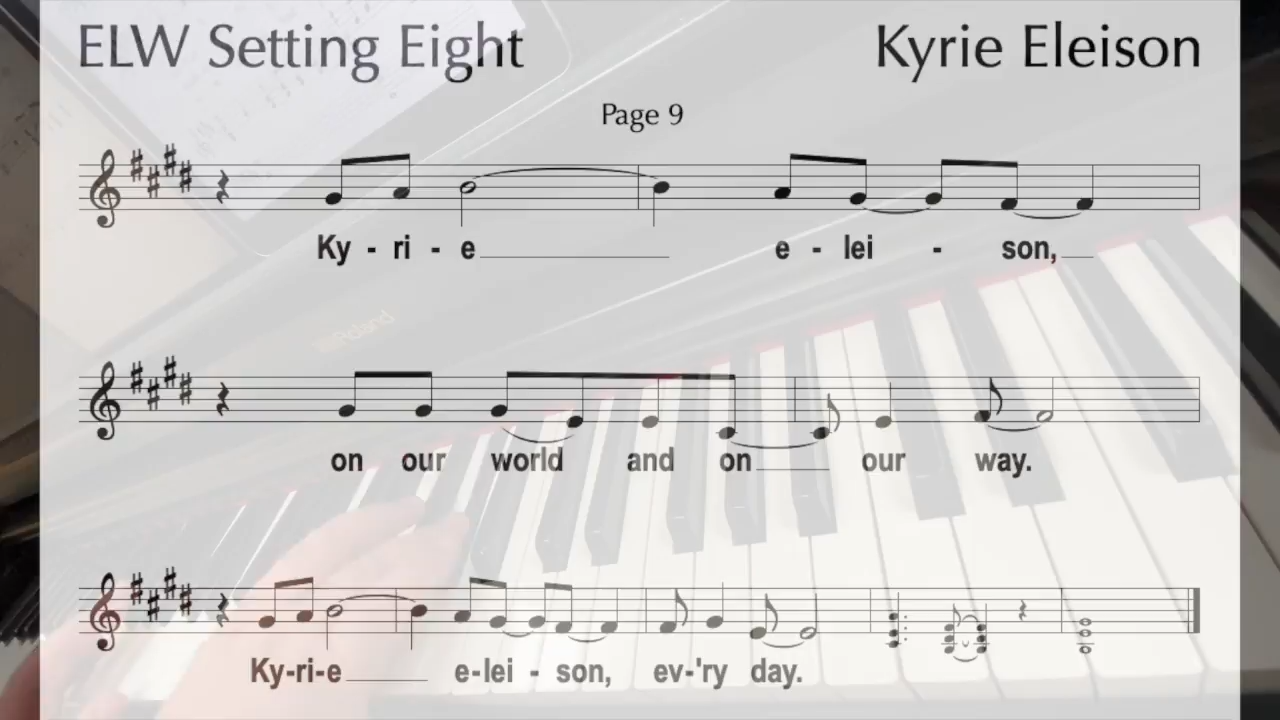 ELW Setting Eight
Kyrie Eleison
Page 9
Ky - ri - e e - lei - son,
Roland
on our world and on our way.
Ky-ri-e e-lei - son, ev-'ry day.